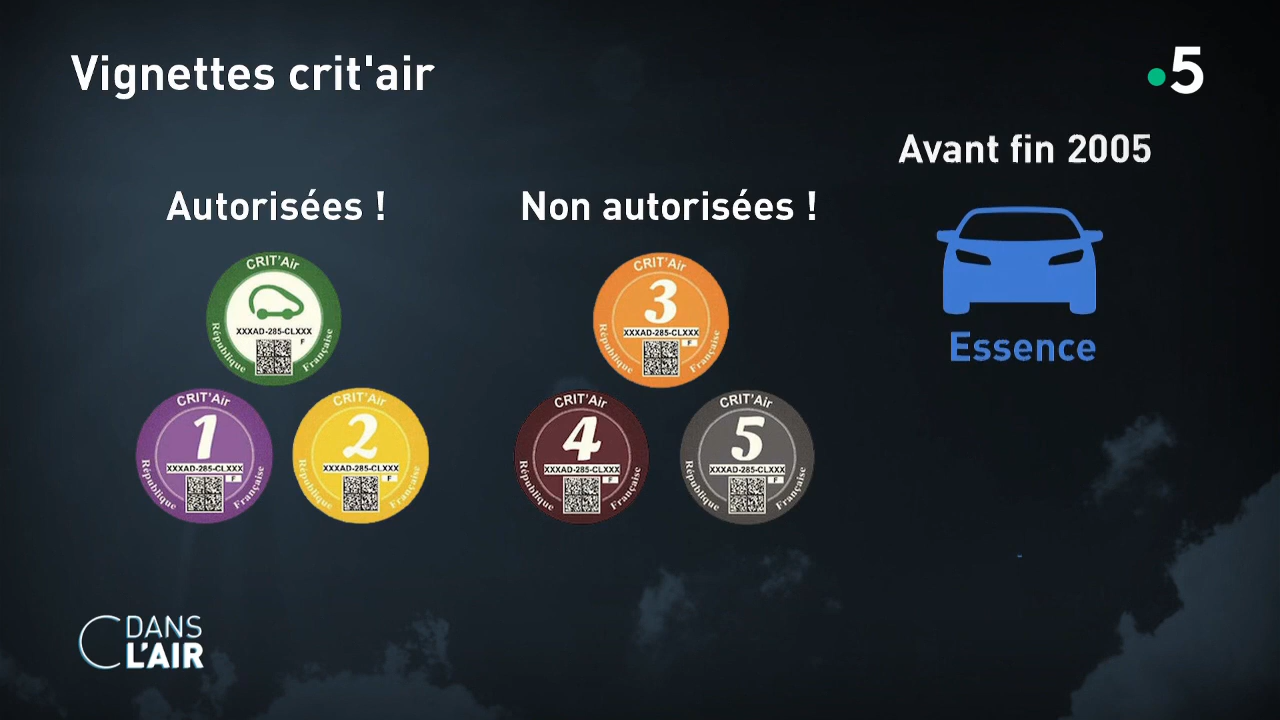 Vignettes crit'air
5
Avant fin 2005
Autorisées !
Non autorisées !
Essence
CRIT'Air
XXXAD-285-CLXXX
F
République Française
CRIT'Air
1
XXXAD-285-CLXXX
F
République Française
CRIT'Air
2
XXXAD-285-CLXXX
F
République Française
CRIT'Air
3
XXXAD-285-CLXXX
F
République Française
CRIT'Air
4
XXXAD-285-CLXXX
F
République Française
CRIT'Air
5
XXXAD-285-CLXXX
F
République Française
C DANS
L'AIR